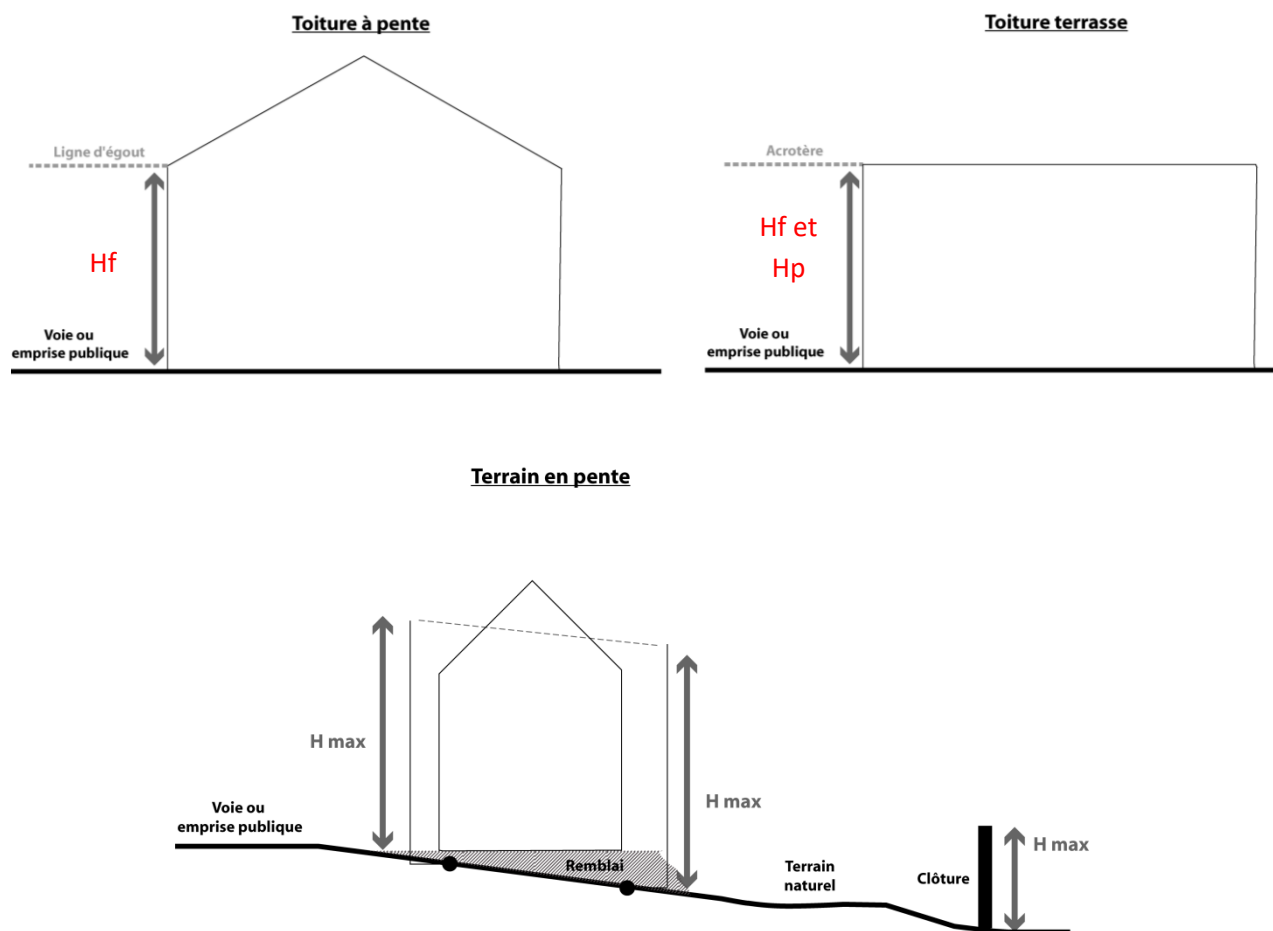 Toiture à pente
Ligne d'égout
Hf
Voie ou
emprise publique
Toiture terrasse
Acrotère
Hf et
Hp
Voie ou
emprise publique
Terrain en pente
H max
H max
Voie ou
emprise publique
Remblai
Terrain
naturel
Clôture
H max